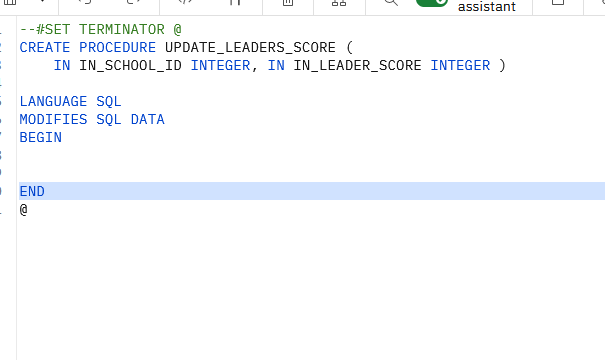 assistant
--#SET TERMINATOR @
CREATE PROCEDURE UPDATE_LEADERS_SCORE (
IN IN_SCHOOL_ID INTEGER, IN IN_LEADER_SCORE INTEGER )
LANGUAGE SQL
MODIFIES SQL DATA
BEGIN
END
@